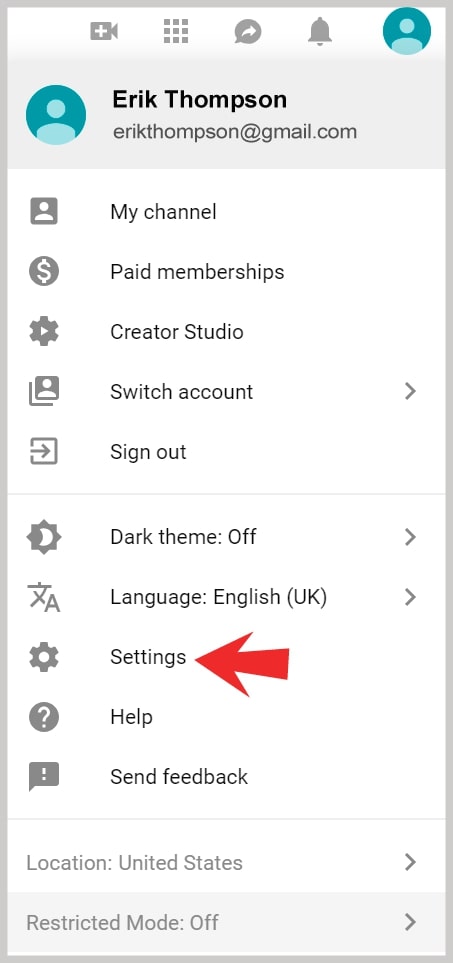 Erik Thompson
erikthompson@gmail.com
My channel
Paid memberships
Creator Studio
Switch account
Sign out
Dark theme: Off
Language: English (UK)
Settings
Help
Send feedback
Location: United States
Restricted Mode: Off